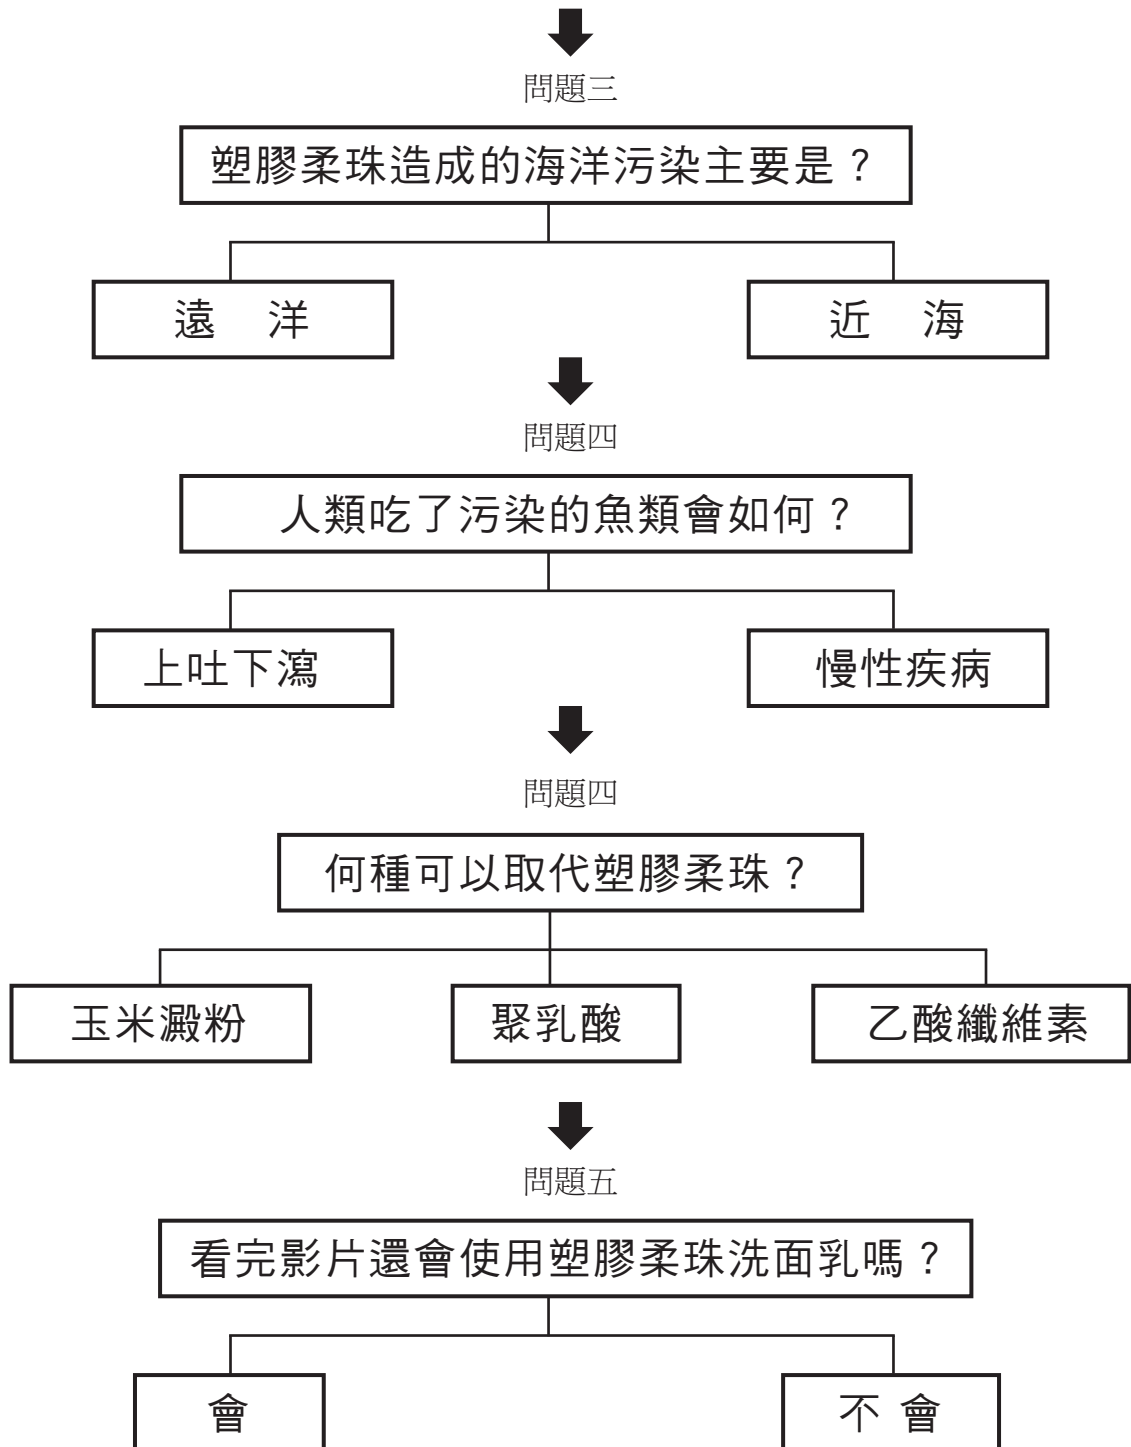 問題三
塑膠柔珠造成的海洋污染主要是？
遠 洋
近 海
問題四
人類吃了污染的魚類會如何？
上吐下瀉
慢性疾病
問題四
何種可以取代塑膠柔珠？
玉米澱粉
聚乳酸
乙酸纖維素
問題五
看完影片還會使用塑膠柔珠洗面乳嗎？
會
不會